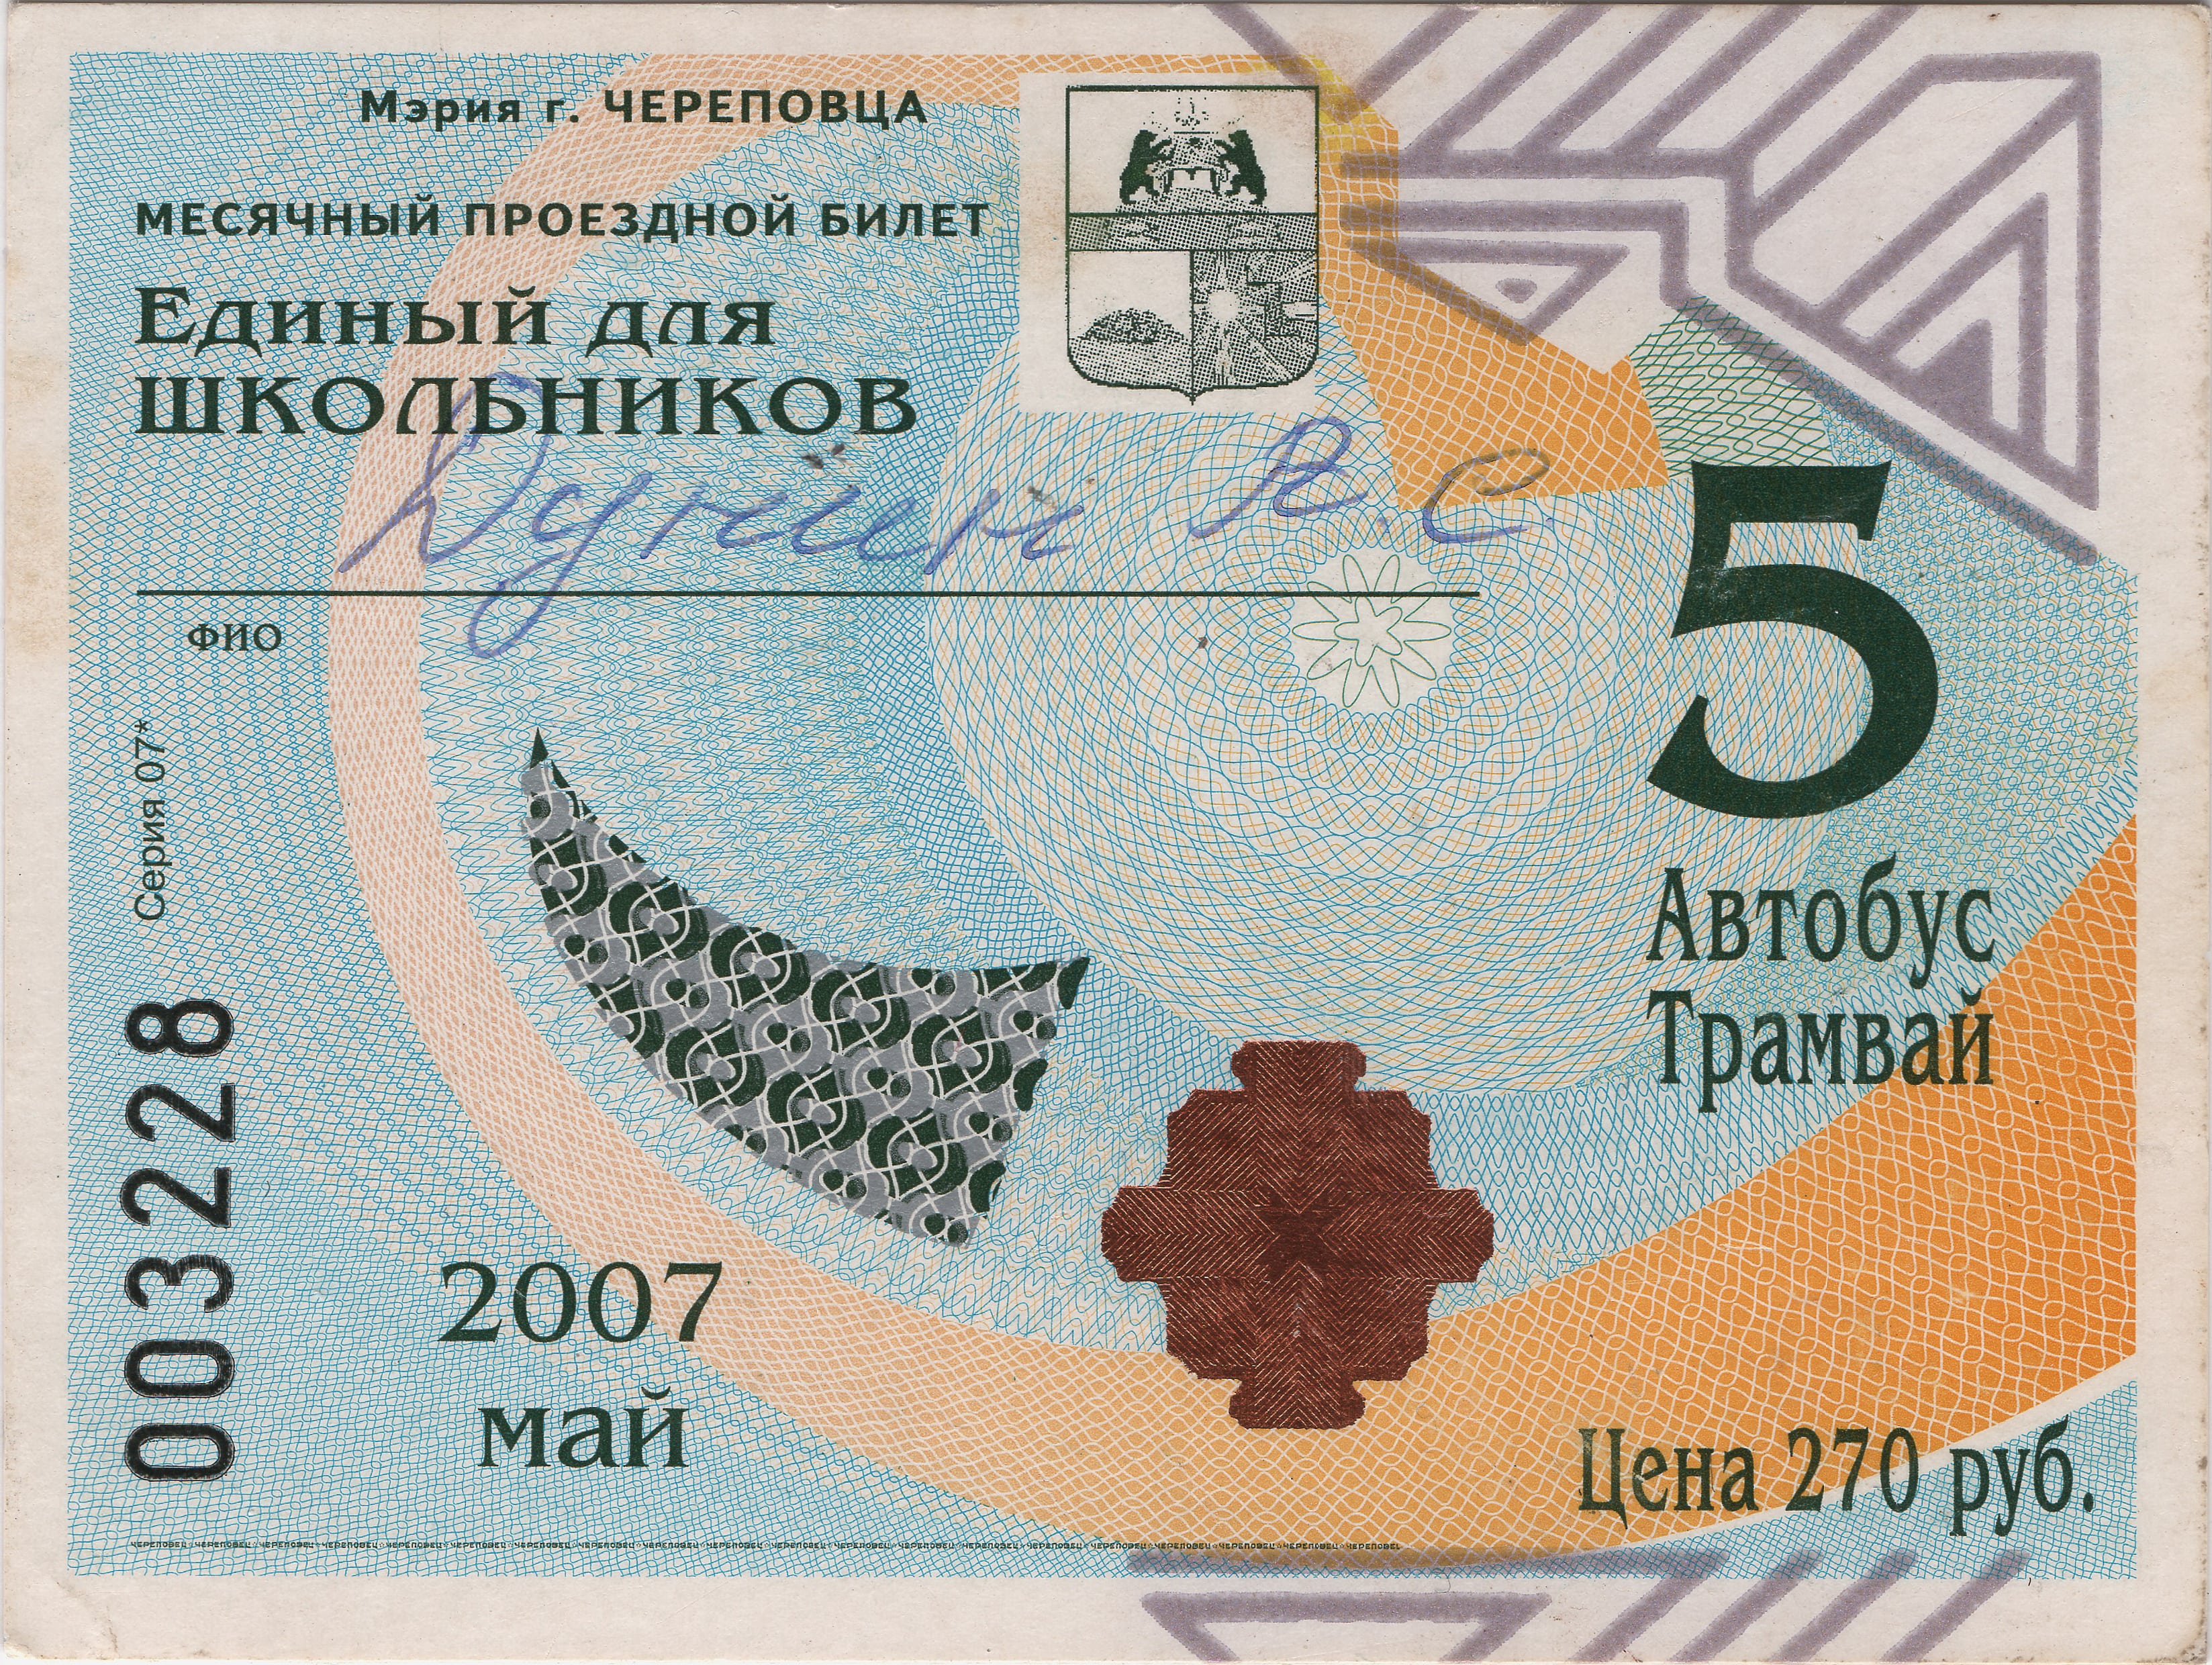 Мэрия г. ЧЕРЕПОВЦА
МЕСЯЧНЫЙ ПРОЕЗДНОЙ БИЛЕТ
Единый для
школьников
Я. С.
ФИО
5
Автобус
Трамвай
Серия 07*
003228
2007
май
Цена 270 руб.
ЧЕРЕПОВЕЦ☆ЧЕРЕПОВЕЦ☆ЧЕРЕПОВЕЦ☆ЧЕРЕПОВЕЦ☆ЧЕРЕПОВЕЦ☆ЧЕРЕПОВЕЦ☆ЧЕРЕПОВЕЦ☆ЧЕРЕПОВЕЦ☆ЧЕРЕПОВЕЦ☆ЧЕРЕПОВЕЦ☆ЧЕРЕПОВЕЦ☆ЧЕРЕПОВЕЦ☆ЧЕРЕПОВЕЦ☆ЧЕРЕПОВЕЦ☆ЧЕРЕПОВЕЦ☆ЧЕРЕПОВЕЦ☆ЧЕРЕПОВЕЦ☆ЧЕРЕПОВЕЦ☆ЧЕРЕПОВЕЦ☆ЧЕРЕПОВЕЦ